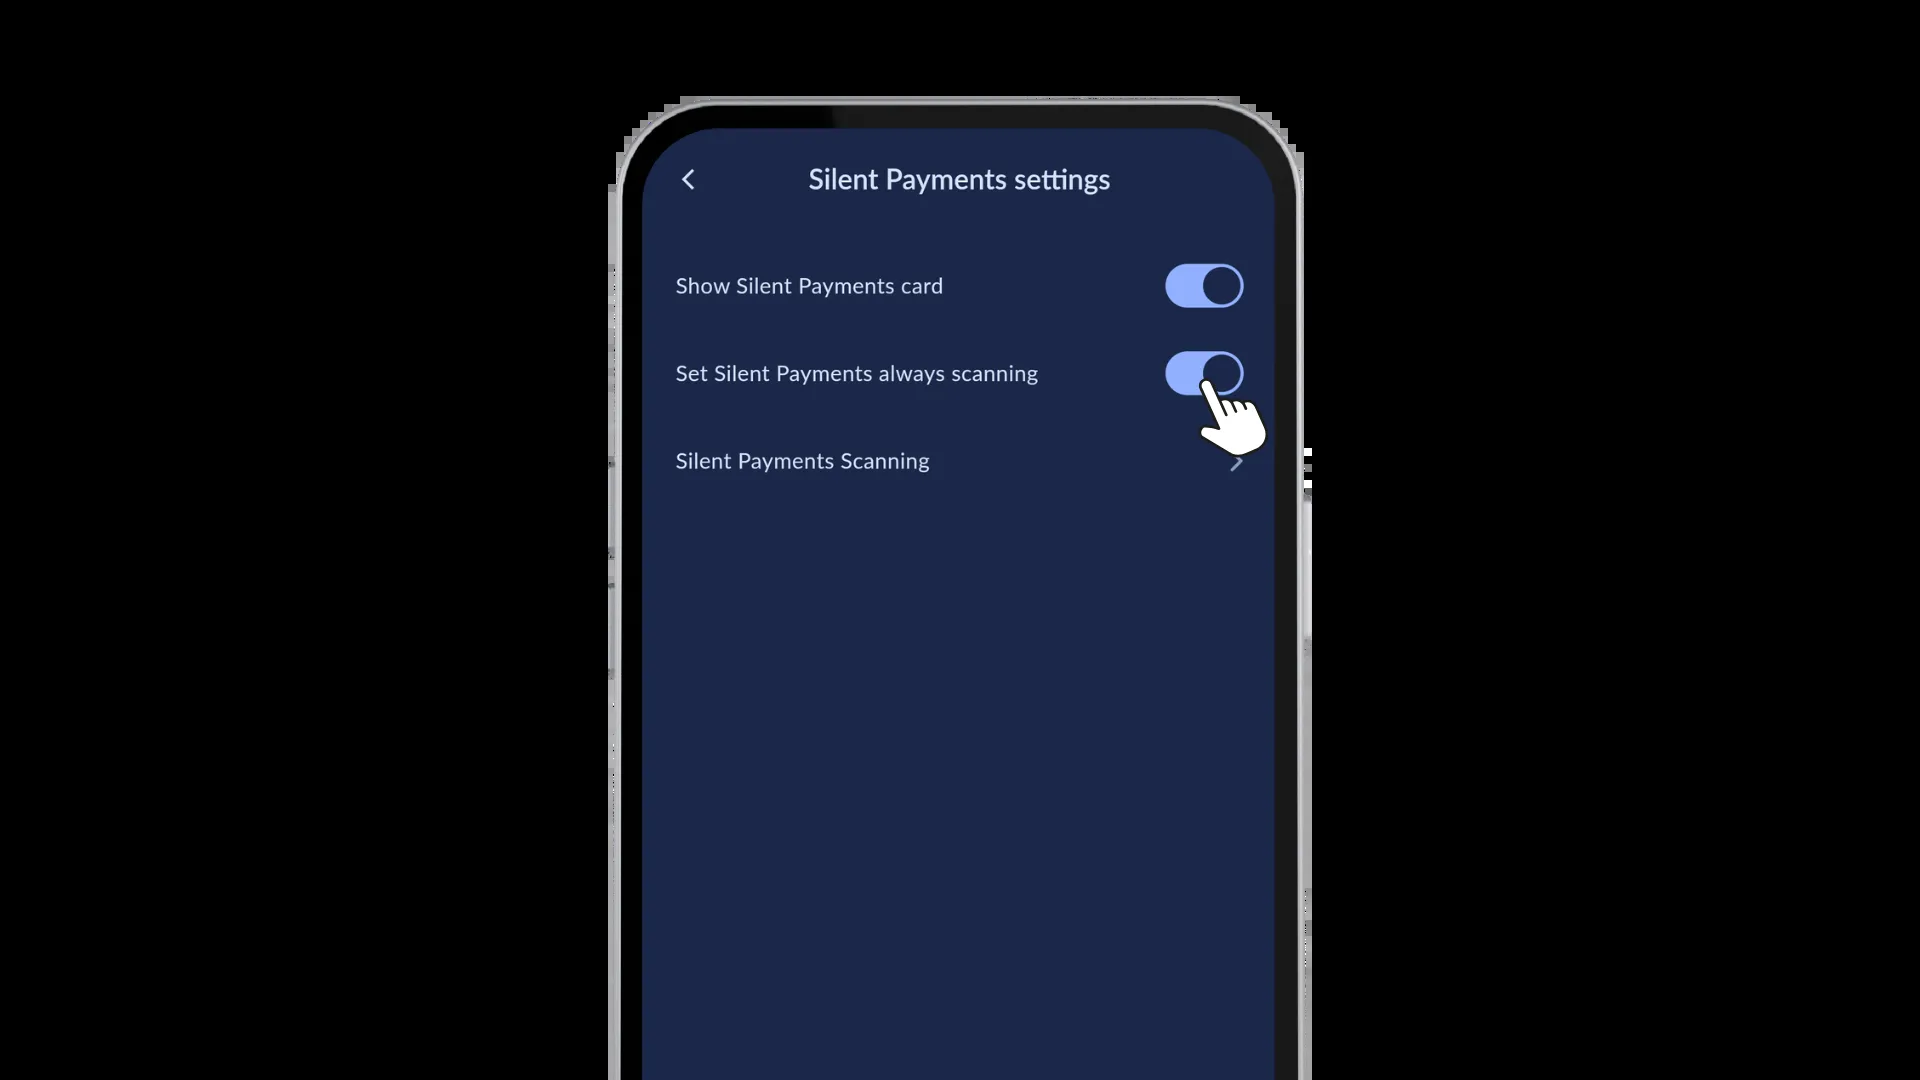 Silent Payments settings
Show Silent Payments card
Set Silent Payments always scanning
Silent Payments Scanning